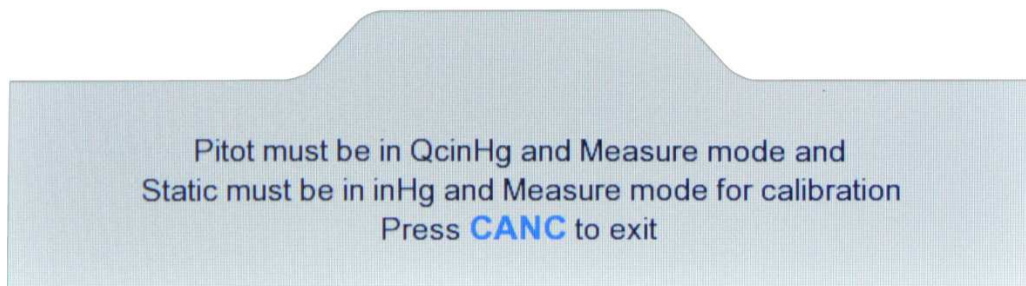 Pitot must be in QcinHg and Measure mode and
Static must be in inHg and Measure mode for calibration
Press CANC to exit